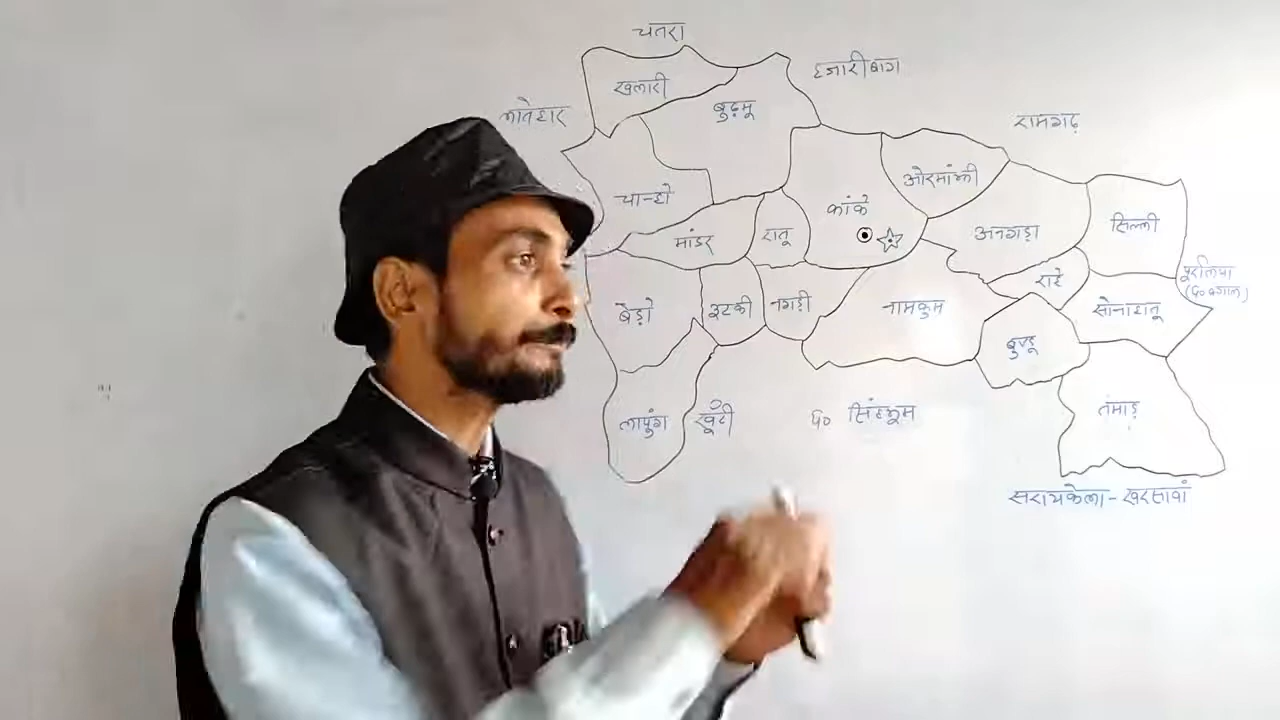 चतरा
हजारीबाग
खलारी
लातेहार
बुढ़मू
रामगढ़
ओरमांझी
चान्हो
कांके
मांडर
रातू
अनगड़ा
सिल्ली
पुरुलिया
(प० बंगाल)
राहे
बेड़ो
इटकी
नगड़ी
नामकुम
सोनाहातू
बुण्डू
लापुंग
खूँटी
प० सिंहभूम
तमाड़
सरायकेला - खरसावां